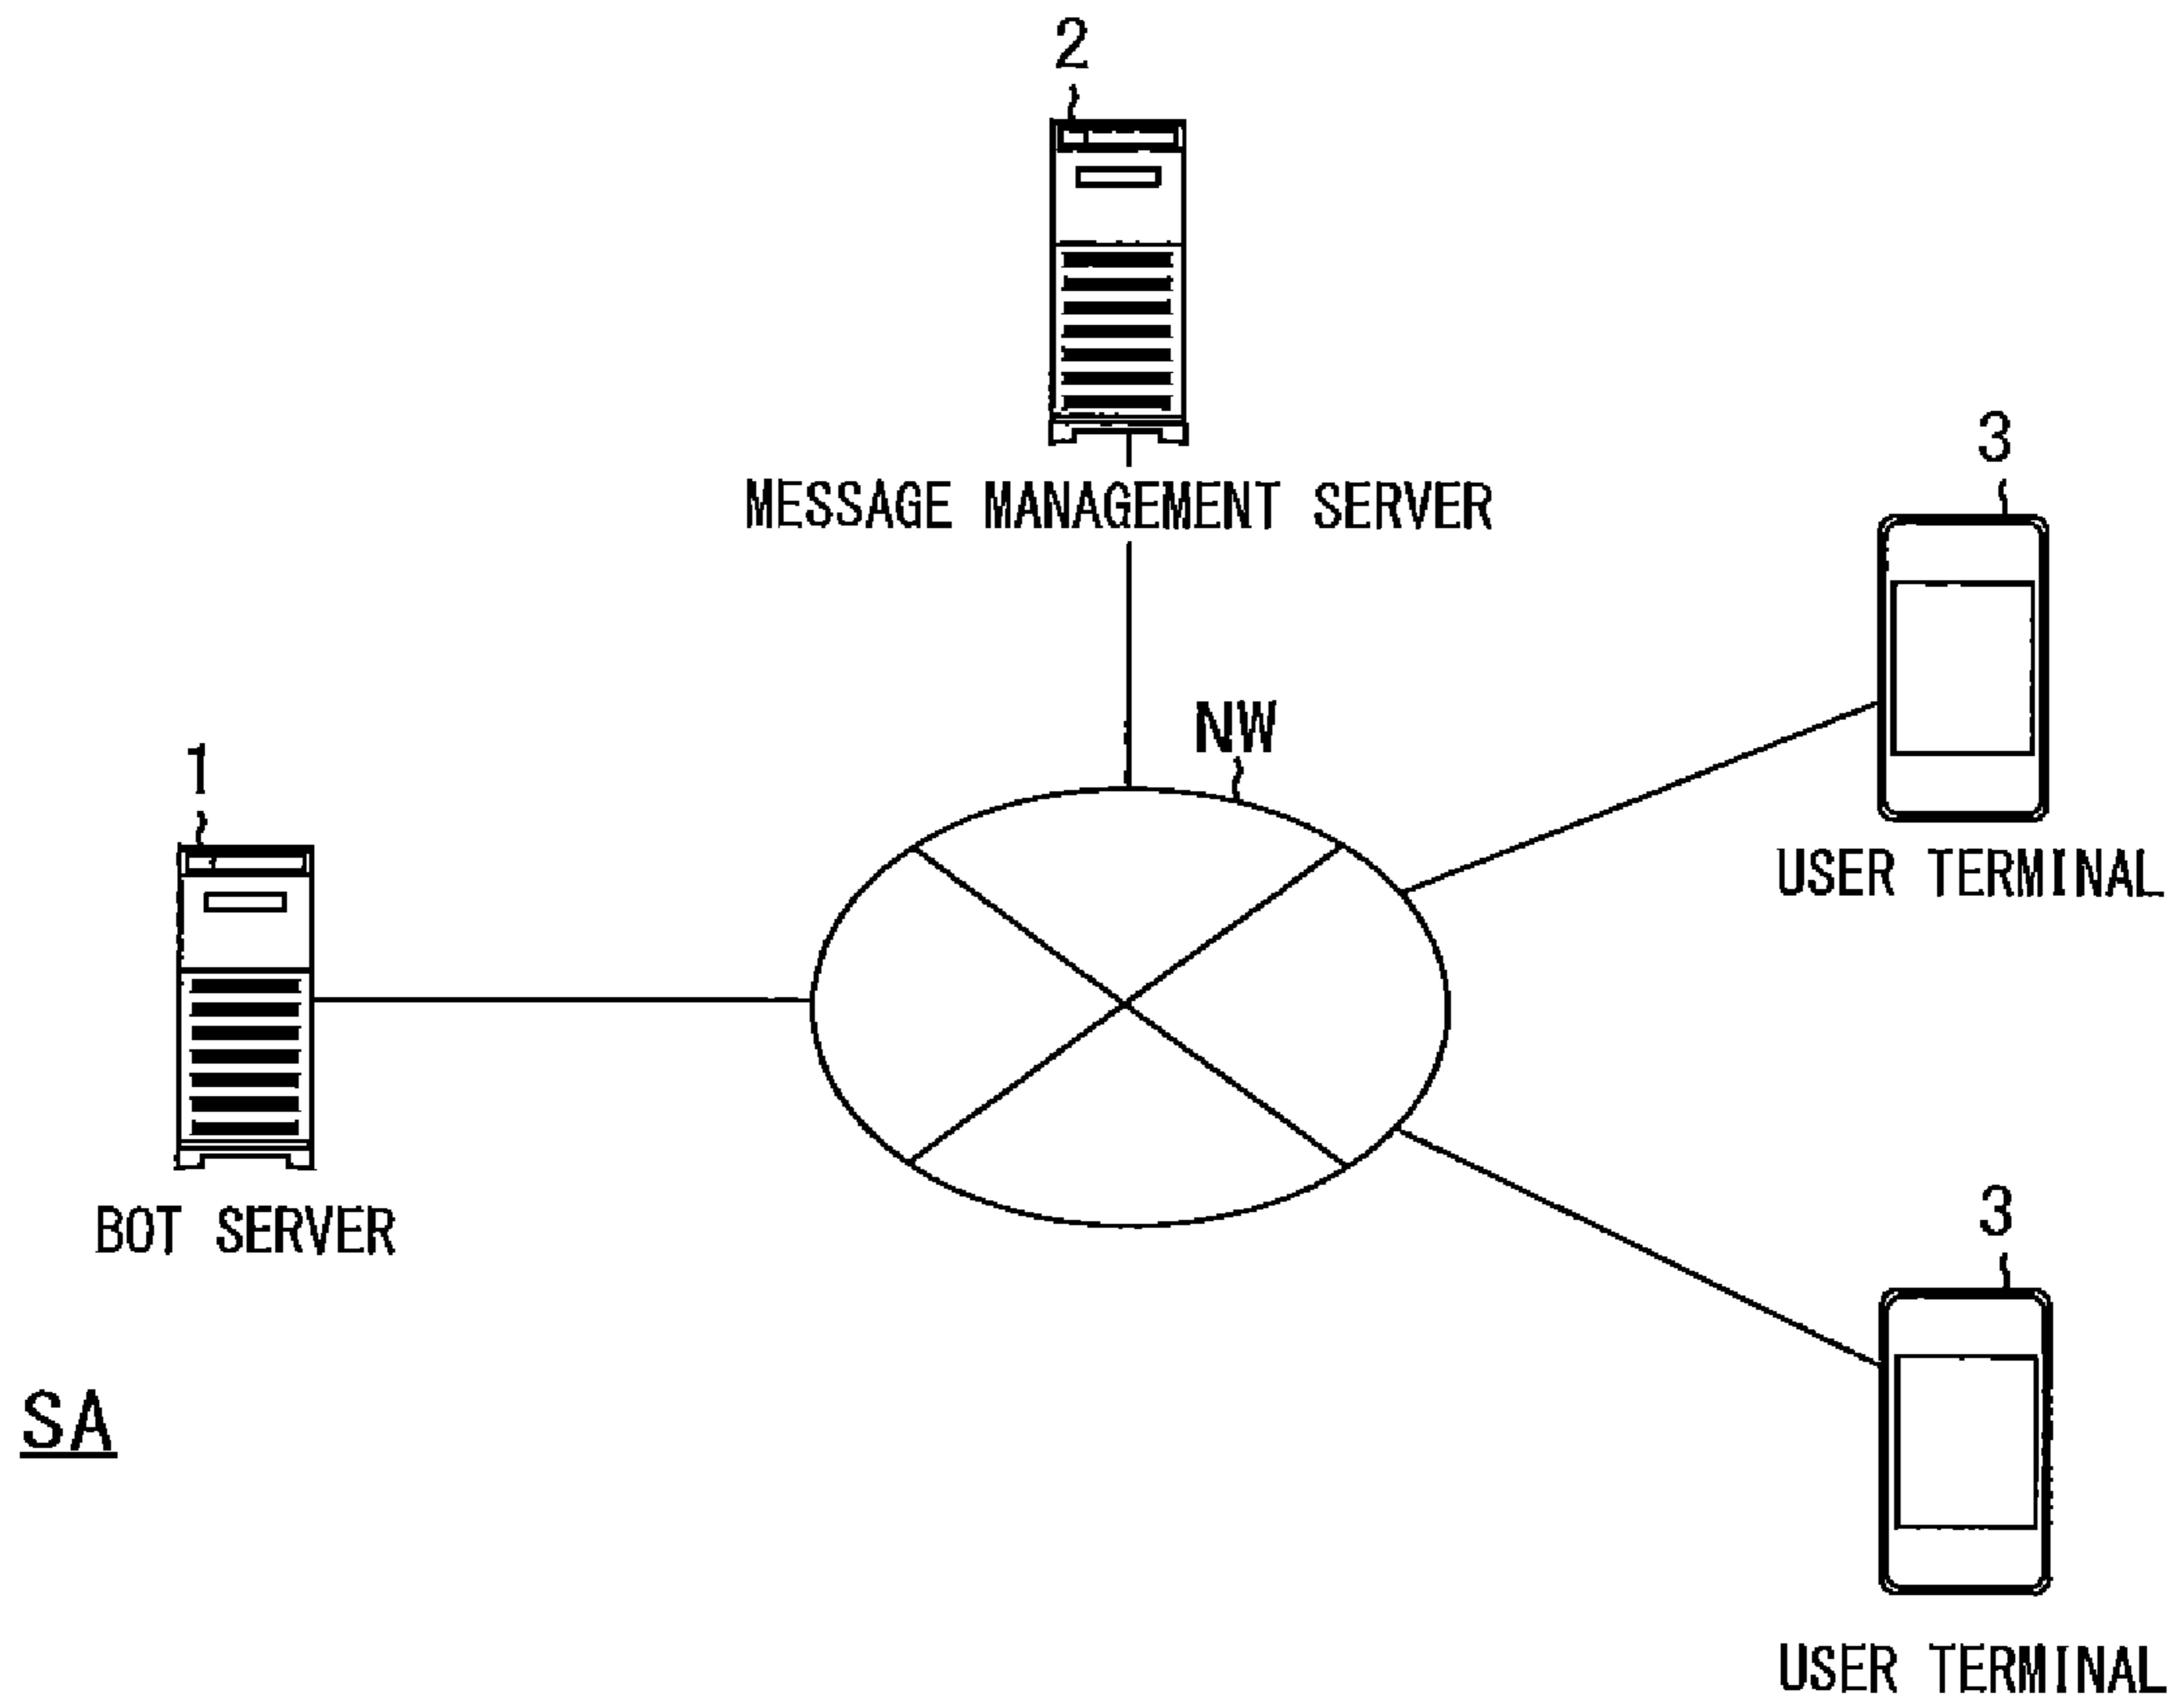 2
MESSAGE MANAGEMENT SERVER
3
USER TERMINAL
NW
1
BOT SERVER
3
USER TERMINAL
SA